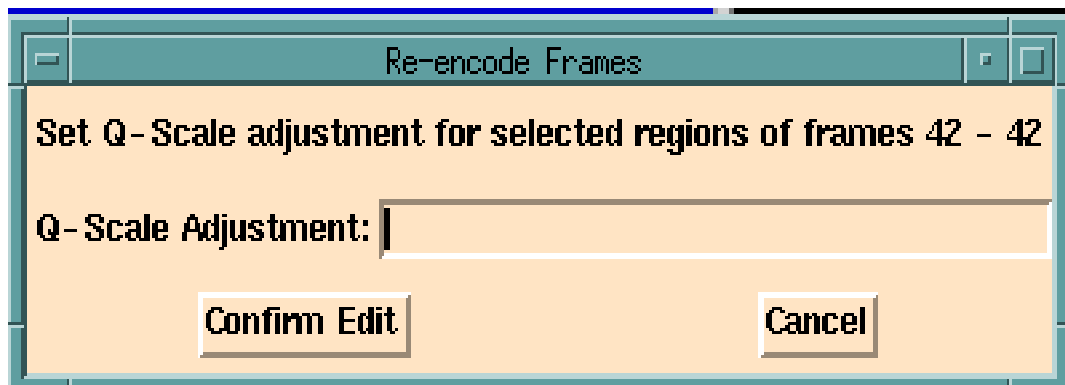 Re-encode Frames
Set Q-Scale adjustment for selected regions of frames 42 - 42
Q-Scale Adjustment:
Confirm Edit Cancel